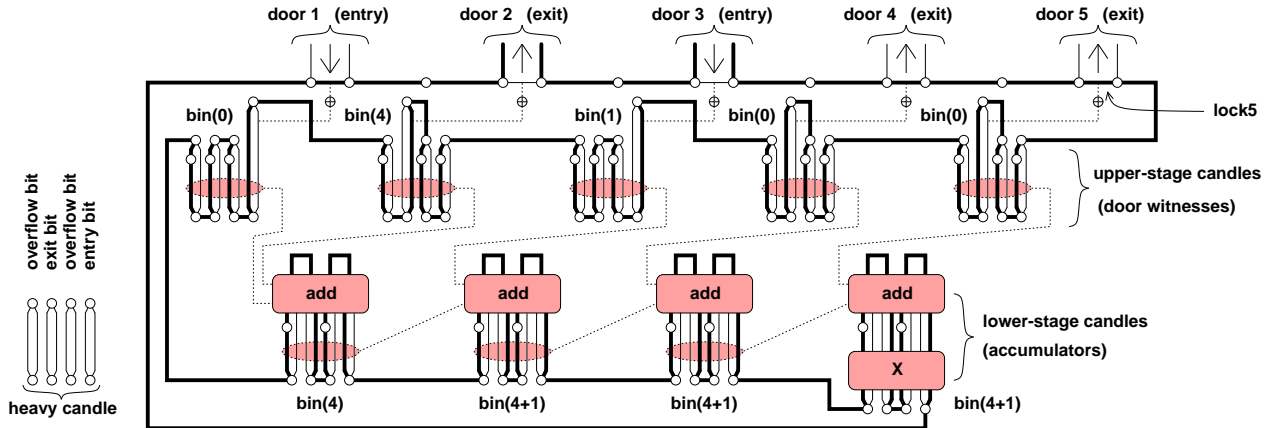 door 1 (entry) door 2 (exit) door 3 (entry) door 4 (exit) door 5 (exit)
bin(0) bin(4) bin(1) bin(0) bin(0) lock5
upper-stage candles
(door witnesses)
overflow bit
exit bit
overflow bit
entry bit
add add add add
lower-stage candles
(accumulators)
X
heavy candle
bin(4) bin(4+1) bin(4+1) bin(4+1)